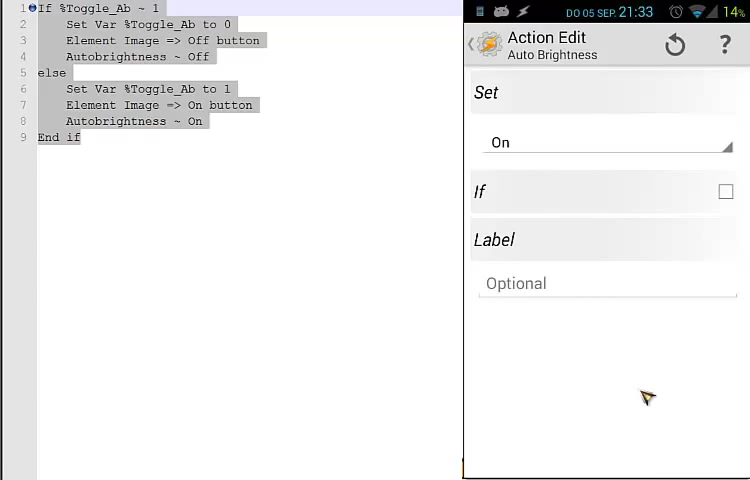 1 If %Toggle_Ab ~ 1
2 Set Var %Toggle_Ab to 0
3 Element Image => Off button
4 Autobrightness ~ Off
5 else
6 Set Var %Toggle_Ab to 1
7 Element Image => On button
8 Autobrightness ~ On
9 End if
DO 05 SEP. 21:33 14%
Action Edit
Auto Brightness
?
Set
On
If
Label
Optional